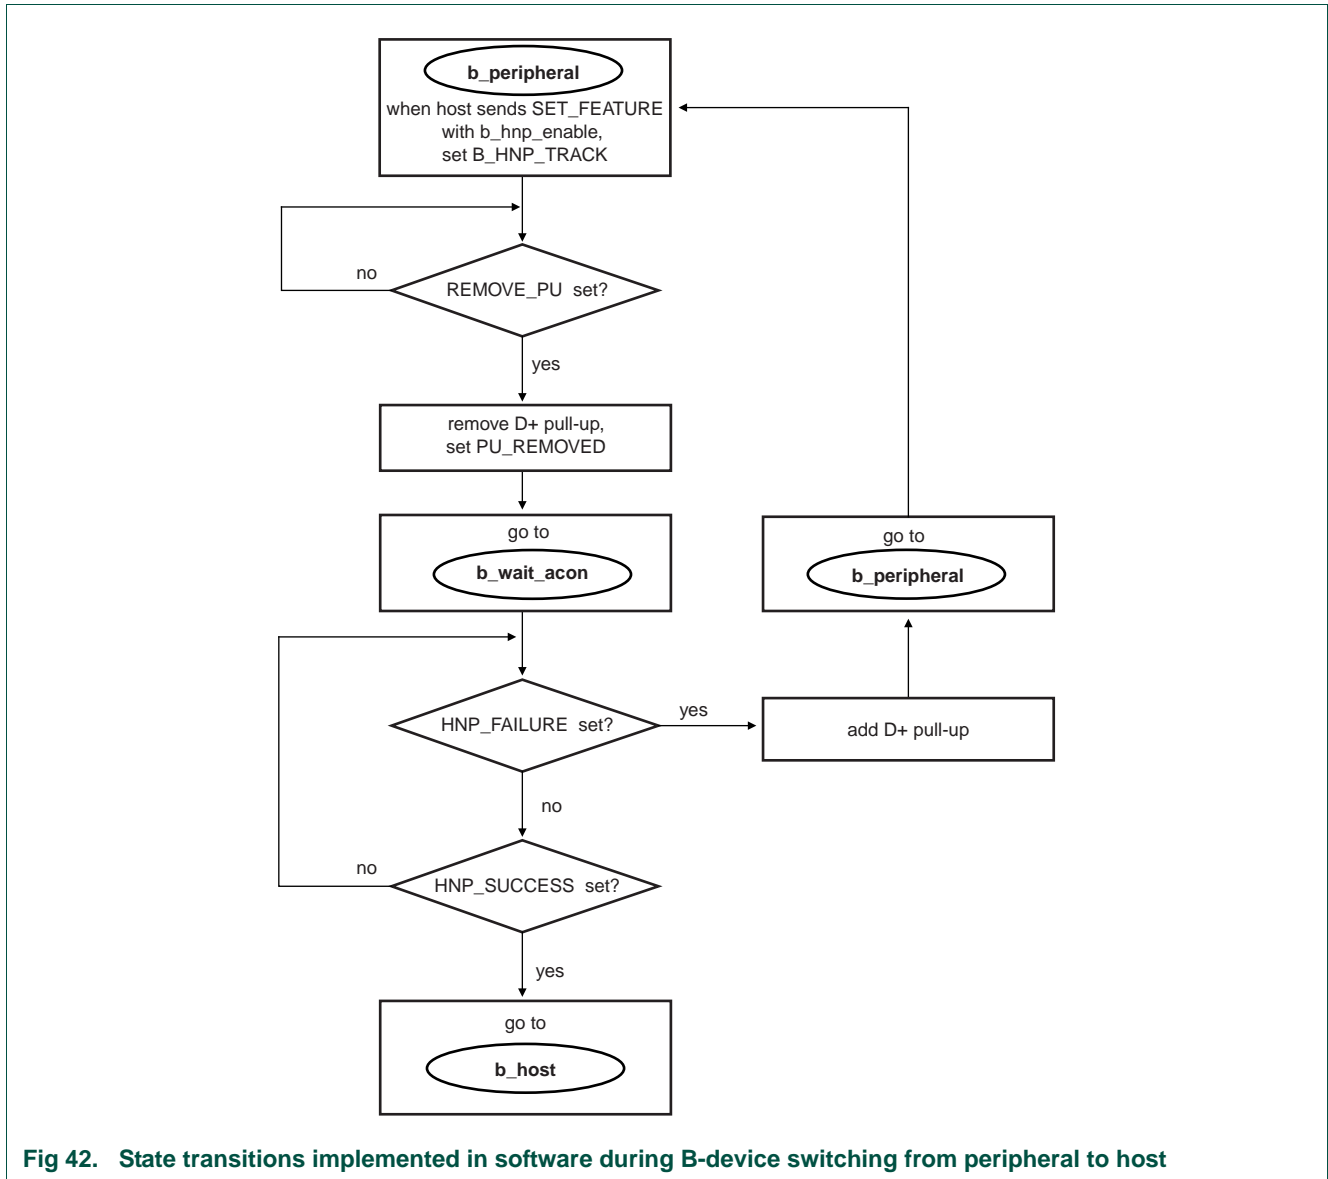 b_peripheral
when host sends SET_FEATURE
with b_hnp_enable,
set B_HNP_TRACK
no
REMOVE_PU set?
yes
remove D+ pull-up,
set PU_REMOVED
go to
b_wait_acon
go to
b_peripheral
HNP_FAILURE set?
yes
add D+ pull-up
no
no
HNP_SUCCESS set?
yes
go to
b_host
Fig 42. State transitions implemented in software during B-device switching from peripheral to host